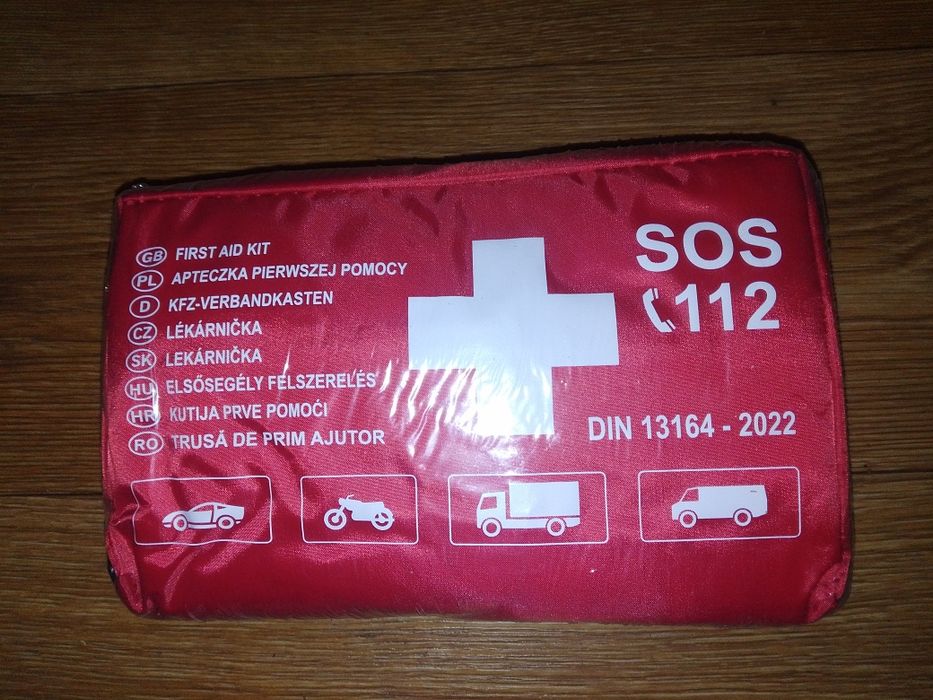 GB FIRST AID KIT
PL APTECZKA PIERWSZEJ POMOCY
D KFZ-VERBANDKASTEN
CZ LÉKÁRNIČKA
SK LEKÁRNIČKA
HU ELSŐSEGÉLY FELSZERELÉS
HR KUTIJA PRVE POMOĆI
RO TRUSĂ DE PRIM AJUTOR
SOS
112
DIN 13164 - 2022